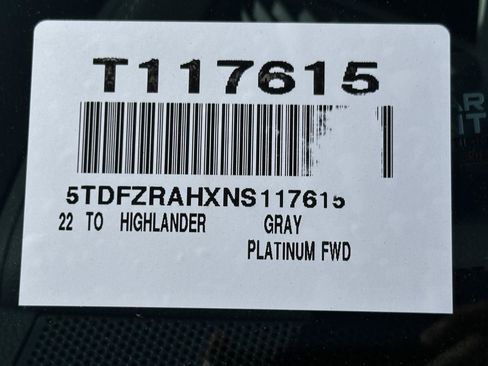 T117615
5TDFZRAHXNS117615
22 TO HIGHLANDER GRAY
PLATINUM FWD